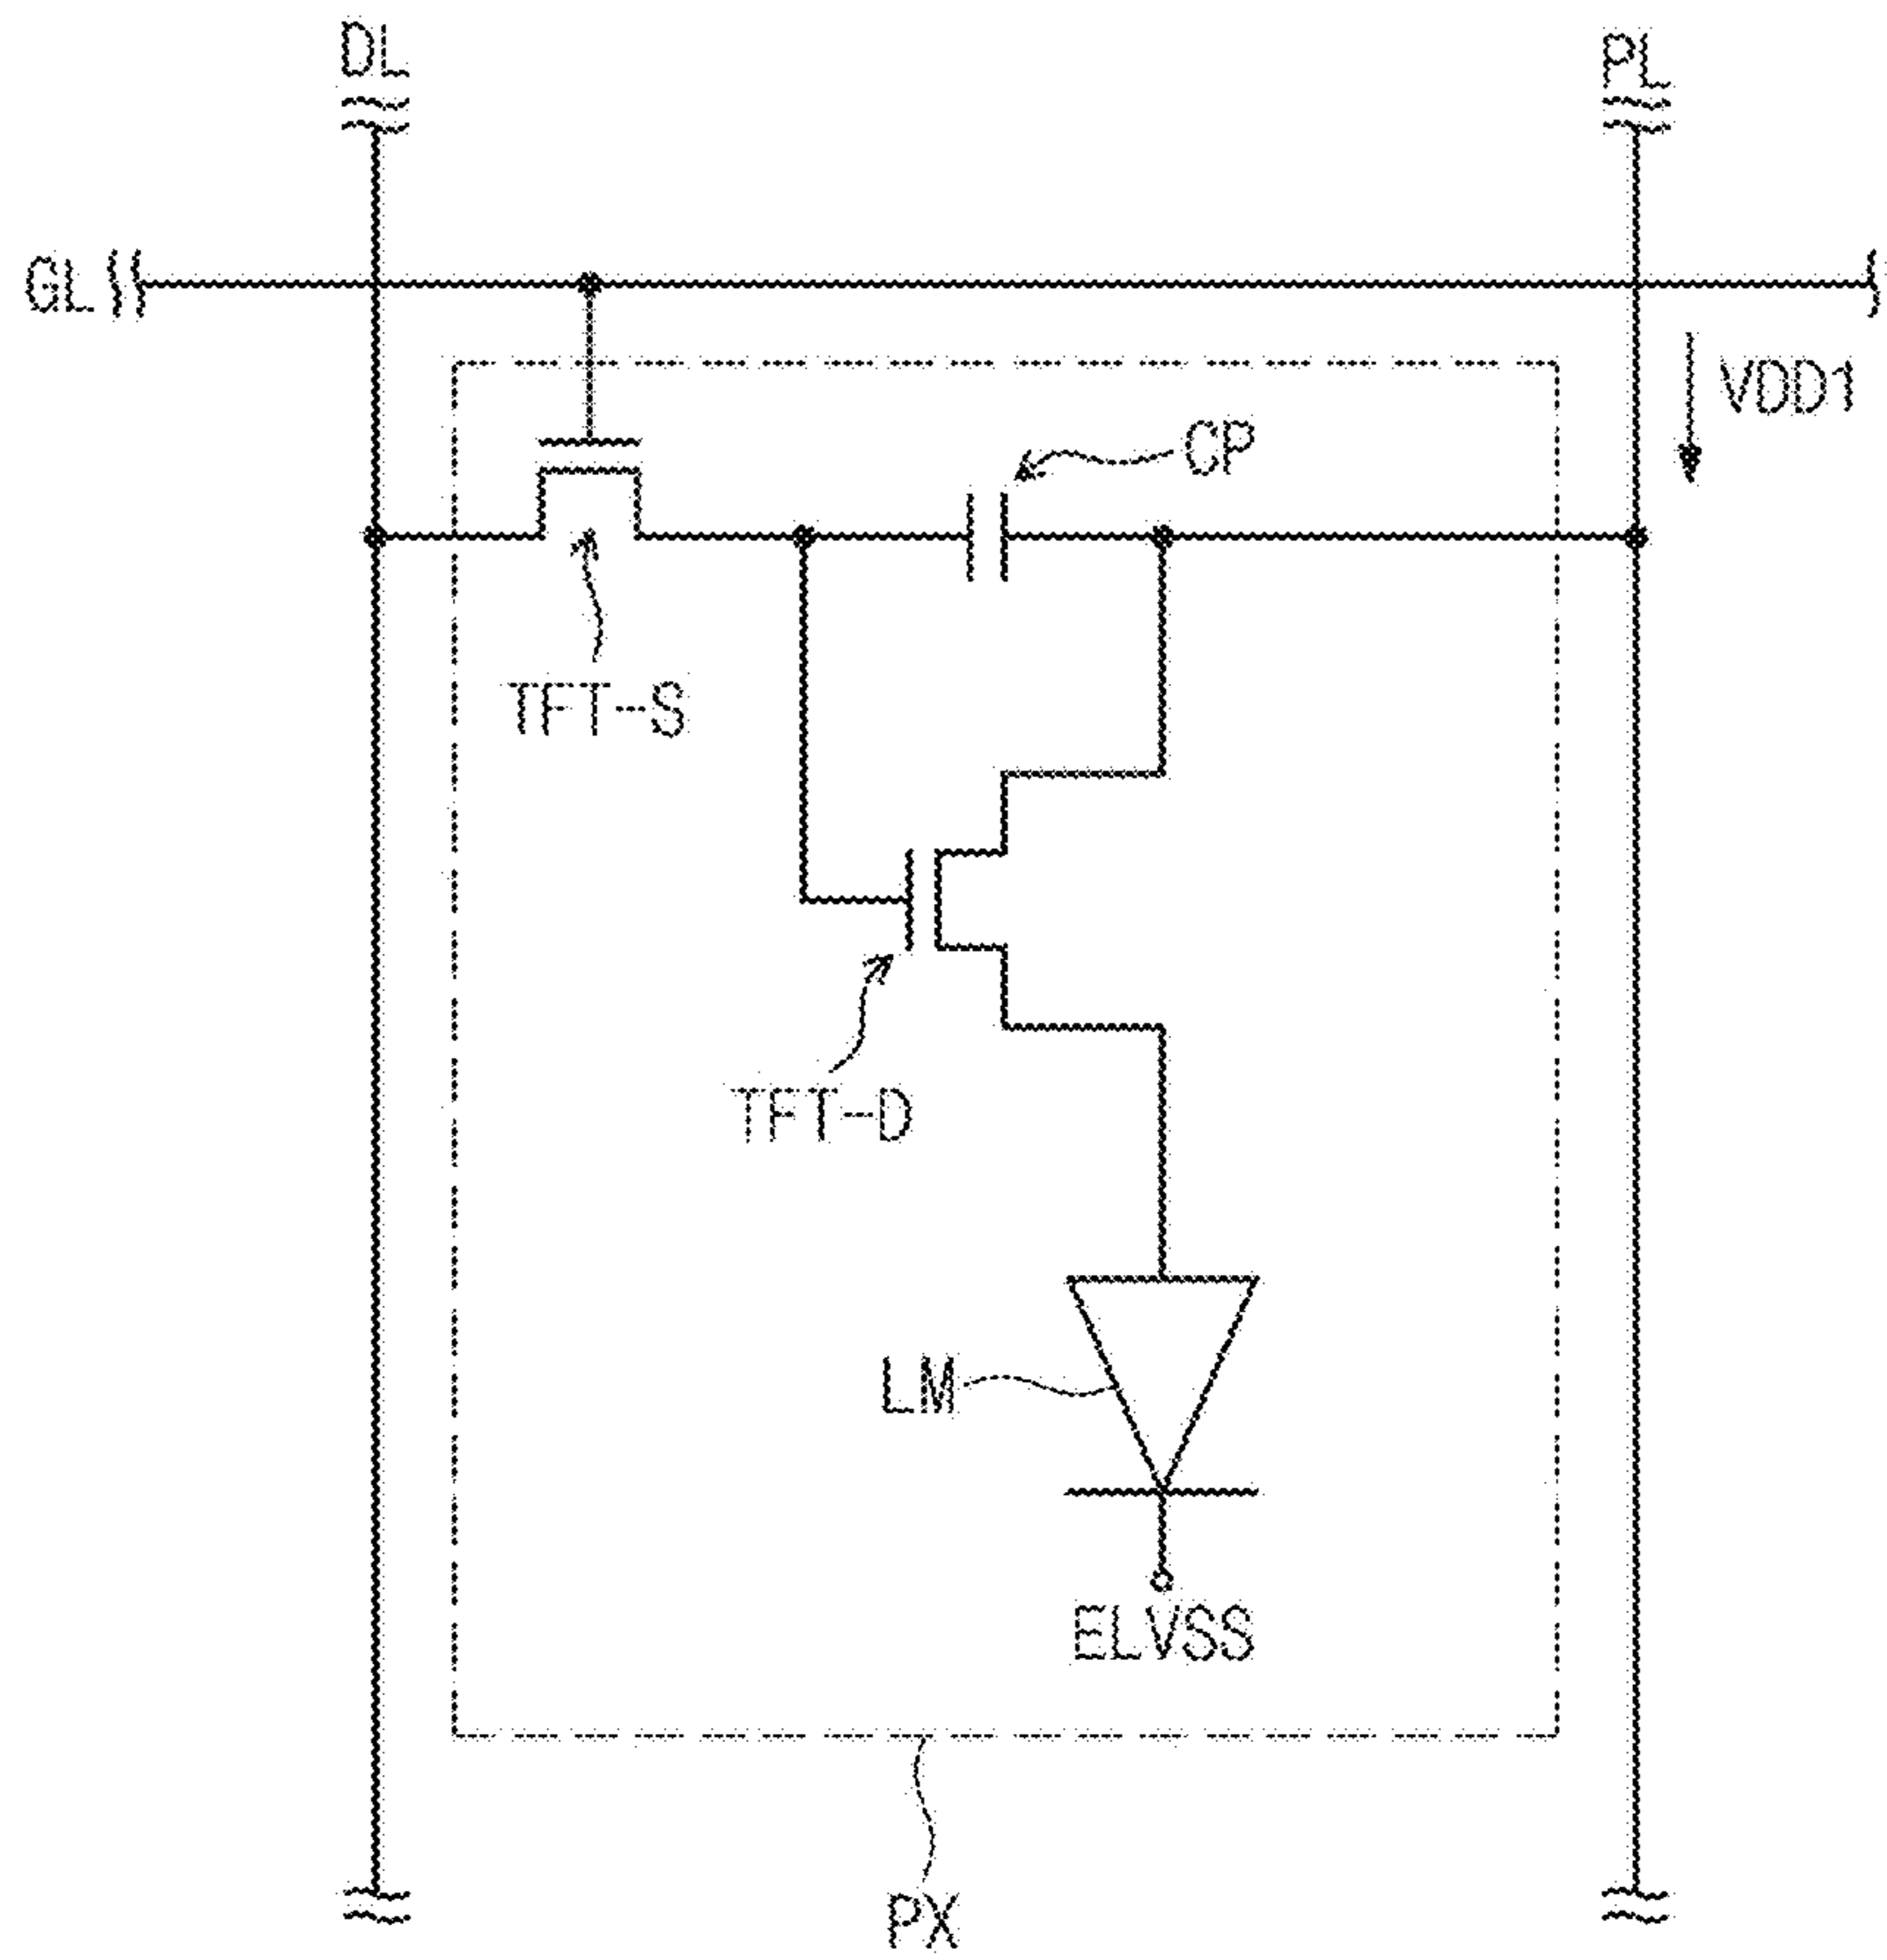 DL
PL
GL
VDD1
CP
TFT-S
TFT-D
LM
ELVSS
PX